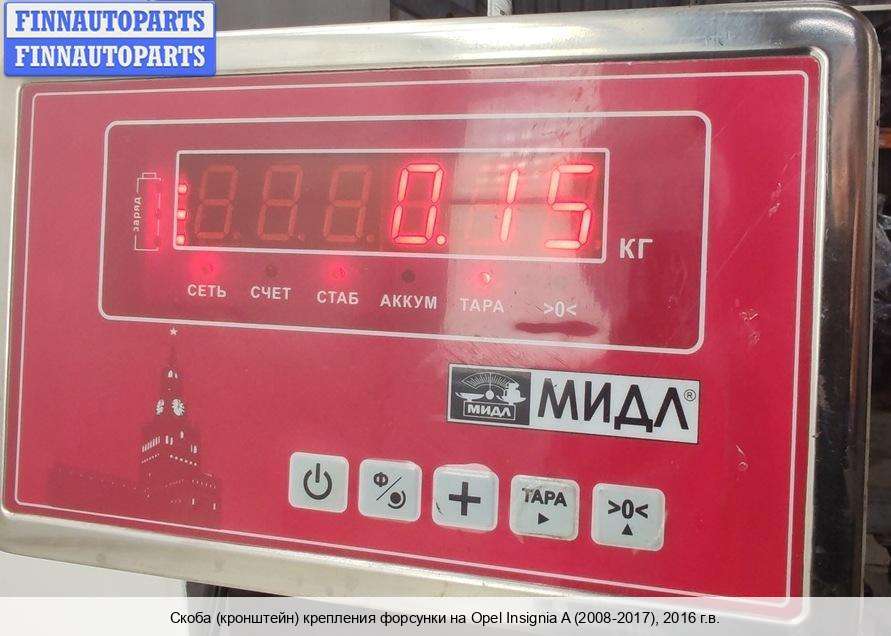 FINNAUTOPARTS
FINNAUTOPARTS
заряд
0.15 КГ
СЕТЬ СЧЕТ СТАБ АККУМ ТАРА >0<
МИДЛ
МИДЛ®
Ф
+
ТАРА
>0<
Скоба (кронштейн) крепления форсунки на Opel Insignia A (2008-2017), 2016 г.в.